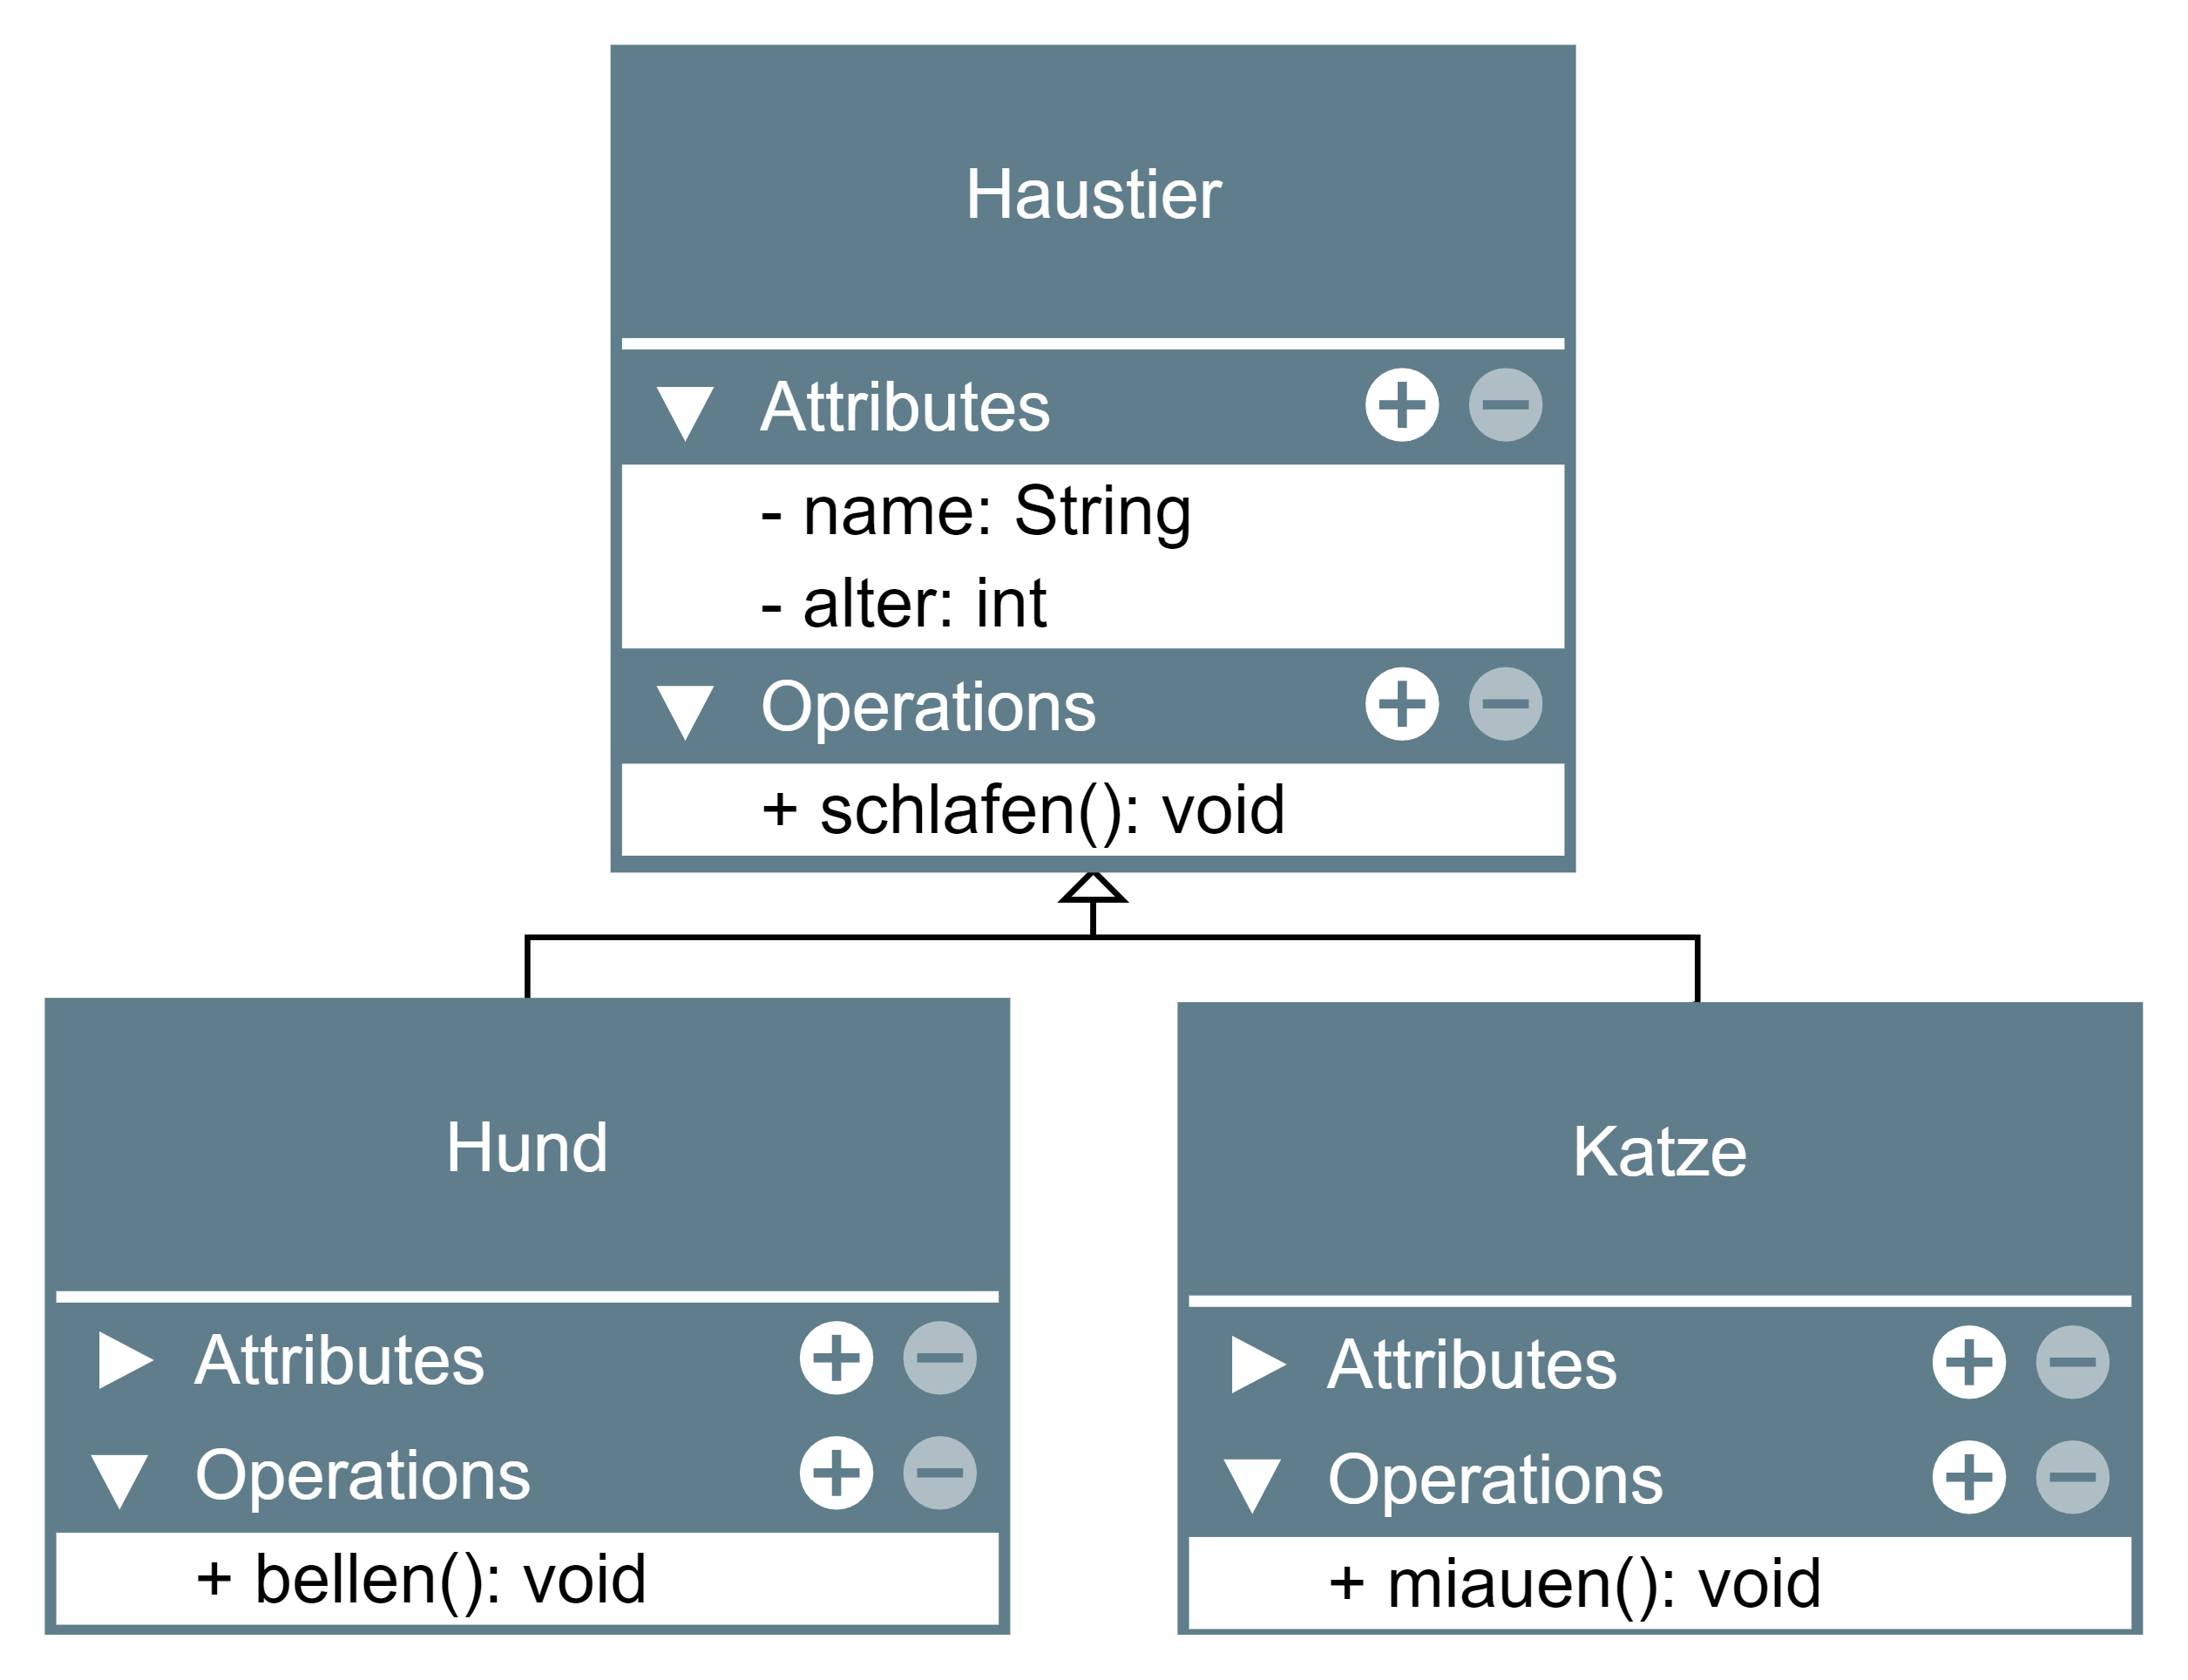 Haustier
Attributes
- name: String
- alter: int
Operations
+ schlafen(): void
Hund
Attributes
Operations
+ bellen(): void
Katze
Attributes
Operations
+ miauen(): void